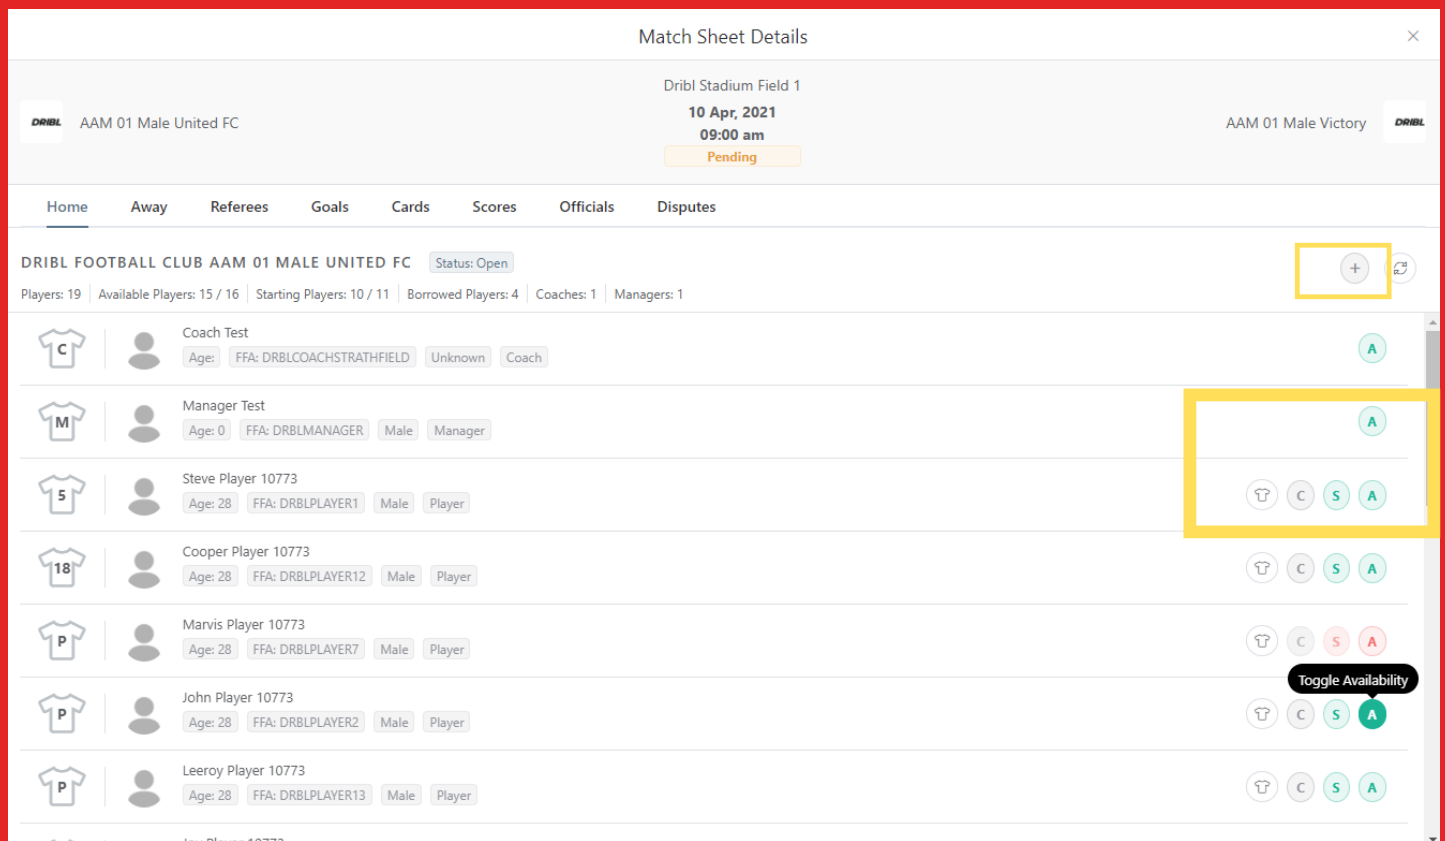 Match Sheet Details
Dribl Stadium Field 1
DRIBL AAM 01 Male United FC
10 Apr, 2021
09:00 am
Pending
AAM 01 Male Victory DRIBL
Home Away Referees Goals Cards Scores Officials Disputes
DRIBL FOOTBALL CLUB AAM 01 MALE UNITED FC Status: Open
Players: 19 Available Players: 15 / 16 Starting Players: 10 / 11 Borrowed Players: 4 Coaches: 1 Managers: 1
C Coach Test
Age: FFA: DRBLCOACHSTRATHFIELD Unknown Coach A
M Manager Test
Age: 0 FFA: DRBLMANAGER Male Manager A
5 Steve Player 10773
Age: 28 FFA: DRBLPLAYER1 Male Player C S A
18 Cooper Player 10773
Age: 28 FFA: DRBLPLAYER12 Male Player C S A
P Marvis Player 10773
Age: 28 FFA: DRBLPLAYER7 Male Player C S A
Toggle Availability
P John Player 10773
Age: 28 FFA: DRBLPLAYER2 Male Player C S A
P Leeroy Player 10773
Age: 28 FFA: DRBLPLAYER13 Male Player C S A